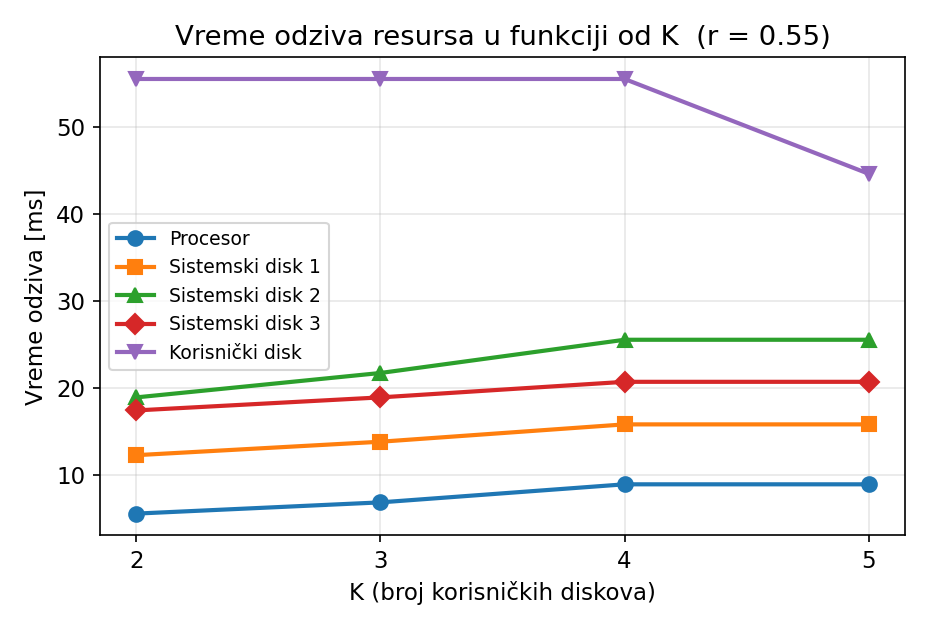 Vreme odziva resursa u funkciji od K  (r = 0.55)
Vreme odziva [ms]
50
40
30
20
10
Procesor
Sistemski disk 1
Sistemski disk 2
Sistemski disk 3
Korisnički disk
2 3 4 5
K (broj korisničkih diskova)